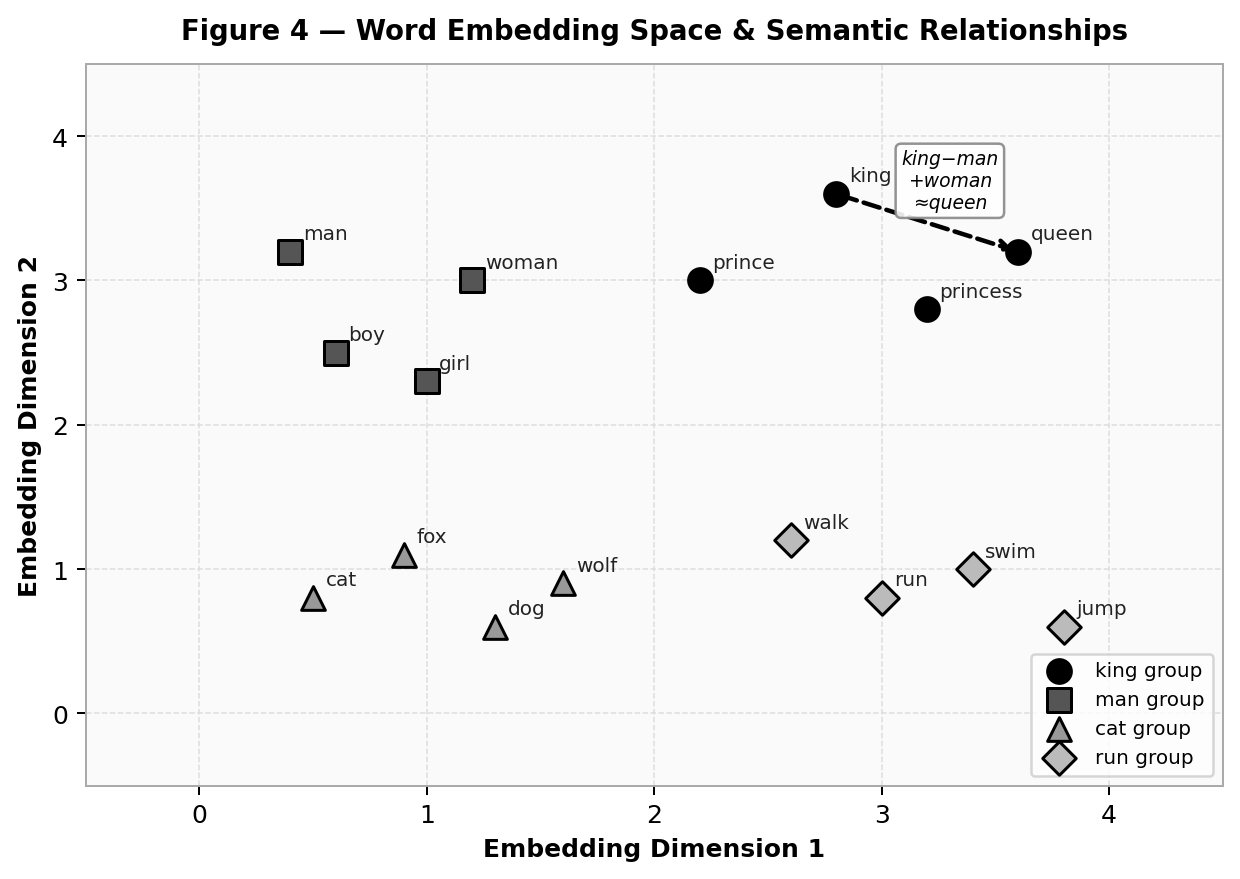 Figure 4 — Word Embedding Space & Semantic Relationships
Embedding Dimension 2
4
3
2
1
0
king
king−man
+woman
≈queen
man
queen
woman
prince
princess
boy
girl
walk
fox
swim
wolf
cat
run
dog
jump
king group
man group
cat group
run group
0
1
2
3
4
Embedding Dimension 1